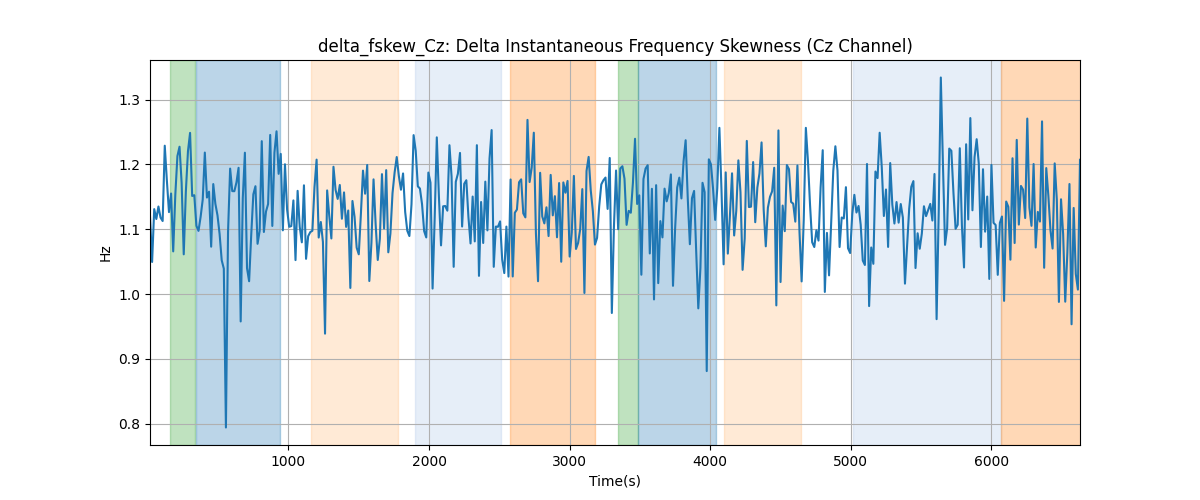 delta_fskew_Cz: Delta Instantaneous Frequency Skewness (Cz Channel)
1.3
1.2
1.1
1.0
0.9
0.8
Hz
1000 2000 3000 4000 5000 6000
Time(s)